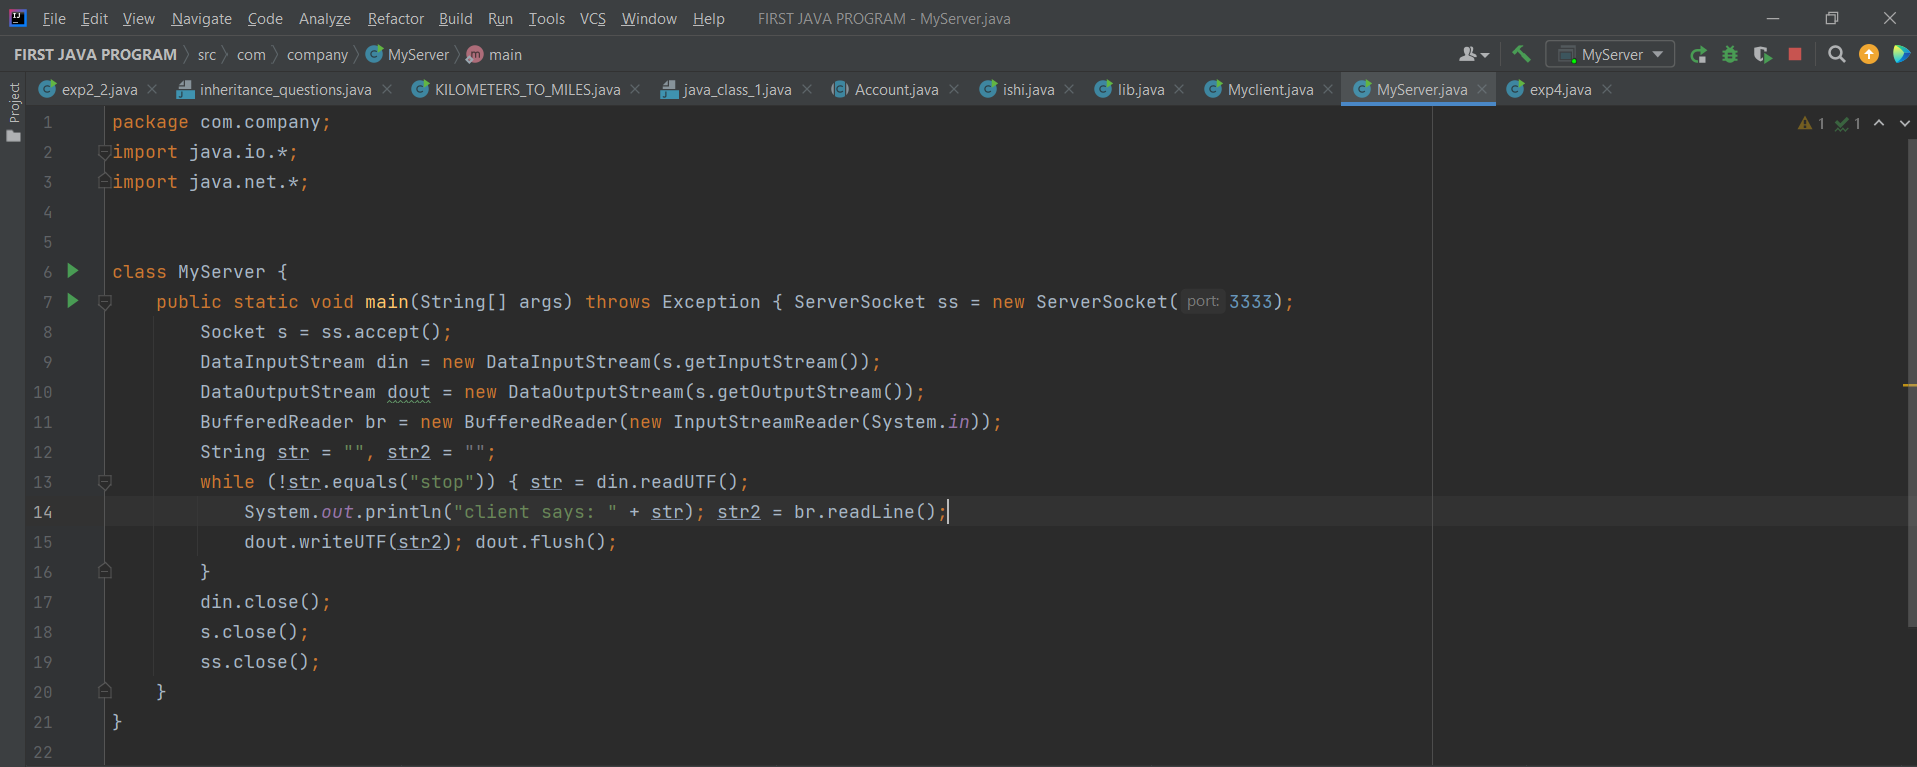 File Edit View Navigate Code Analyze Refactor Build Run Tools VCS Window Help FIRST JAVA PROGRAM - MyServer.java
FIRST JAVA PROGRAM src com company MyServer main MyServer
exp2_2.java inheritance_questions.java KILOMETERS_TO_MILES.java java_class_1.java Account.java ishi.java lib.java Myclient.java MyServer.java exp4.java
Project
1 package com.company;
1 1
2 import java.io.*;
3 import java.net.*;
4
5
6 class MyServer {
7 public static void main(String[] args) throws Exception { ServerSocket ss = new ServerSocket( port: 3333);
8 Socket s = ss.accept();
9 DataInputStream din = new DataInputStream(s.getInputStream());
10 DataOutputStream dout = new DataOutputStream(s.getOutputStream());
11 BufferedReader br = new BufferedReader(new InputStreamReader(System.in));
12 String str = "", str2 = "";
13 while (!str.equals("stop")) { str = din.readUTF();
14 System.out.println("client says: " + str); str2 = br.readLine();
15 dout.writeUTF(str2); dout.flush();
16 }
17 din.close();
18 s.close();
19 ss.close();
20 }
21 }
22